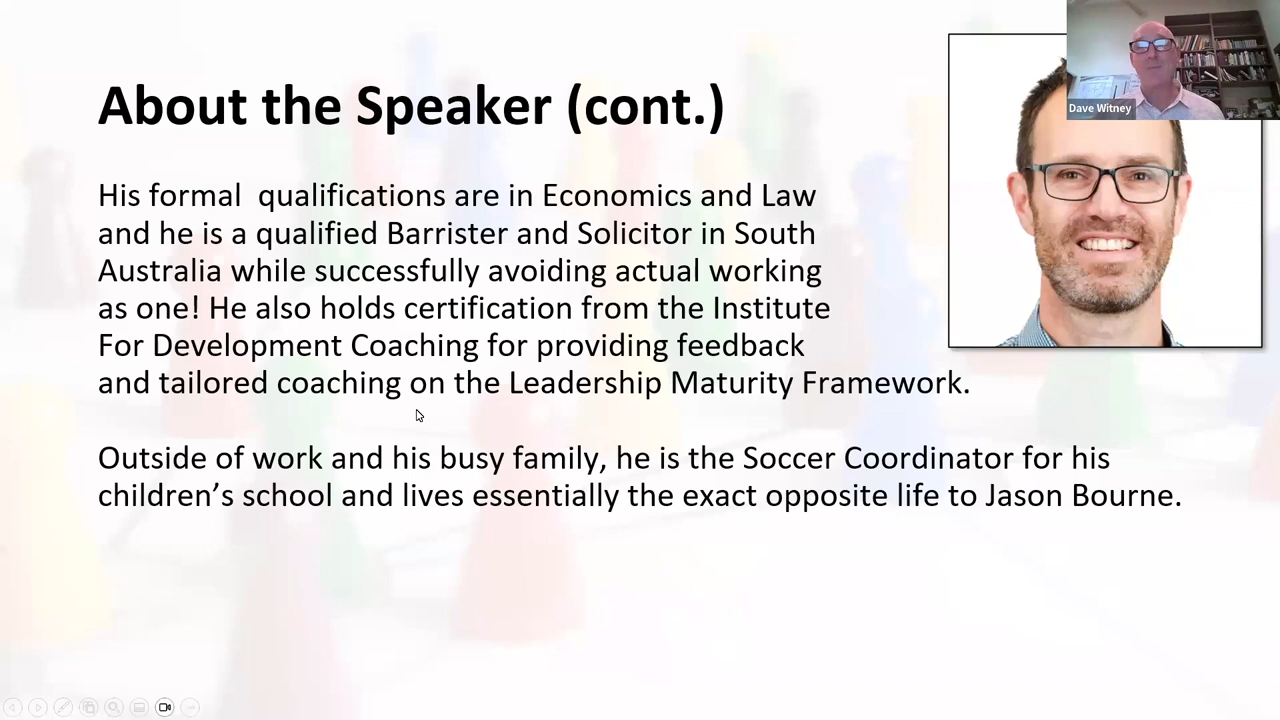 About the Speaker (cont.)
His formal  qualifications are in Economics and Law
and he is a qualified Barrister and Solicitor in South
Australia while successfully avoiding actual working
as one! He also holds certification from the Institute
For Development Coaching for providing feedback
and tailored coaching on the Leadership Maturity Framework.
Outside of work and his busy family, he is the Soccer Coordinator for his
children’s school and lives essentially the exact opposite life to Jason Bourne.
Dave Witney